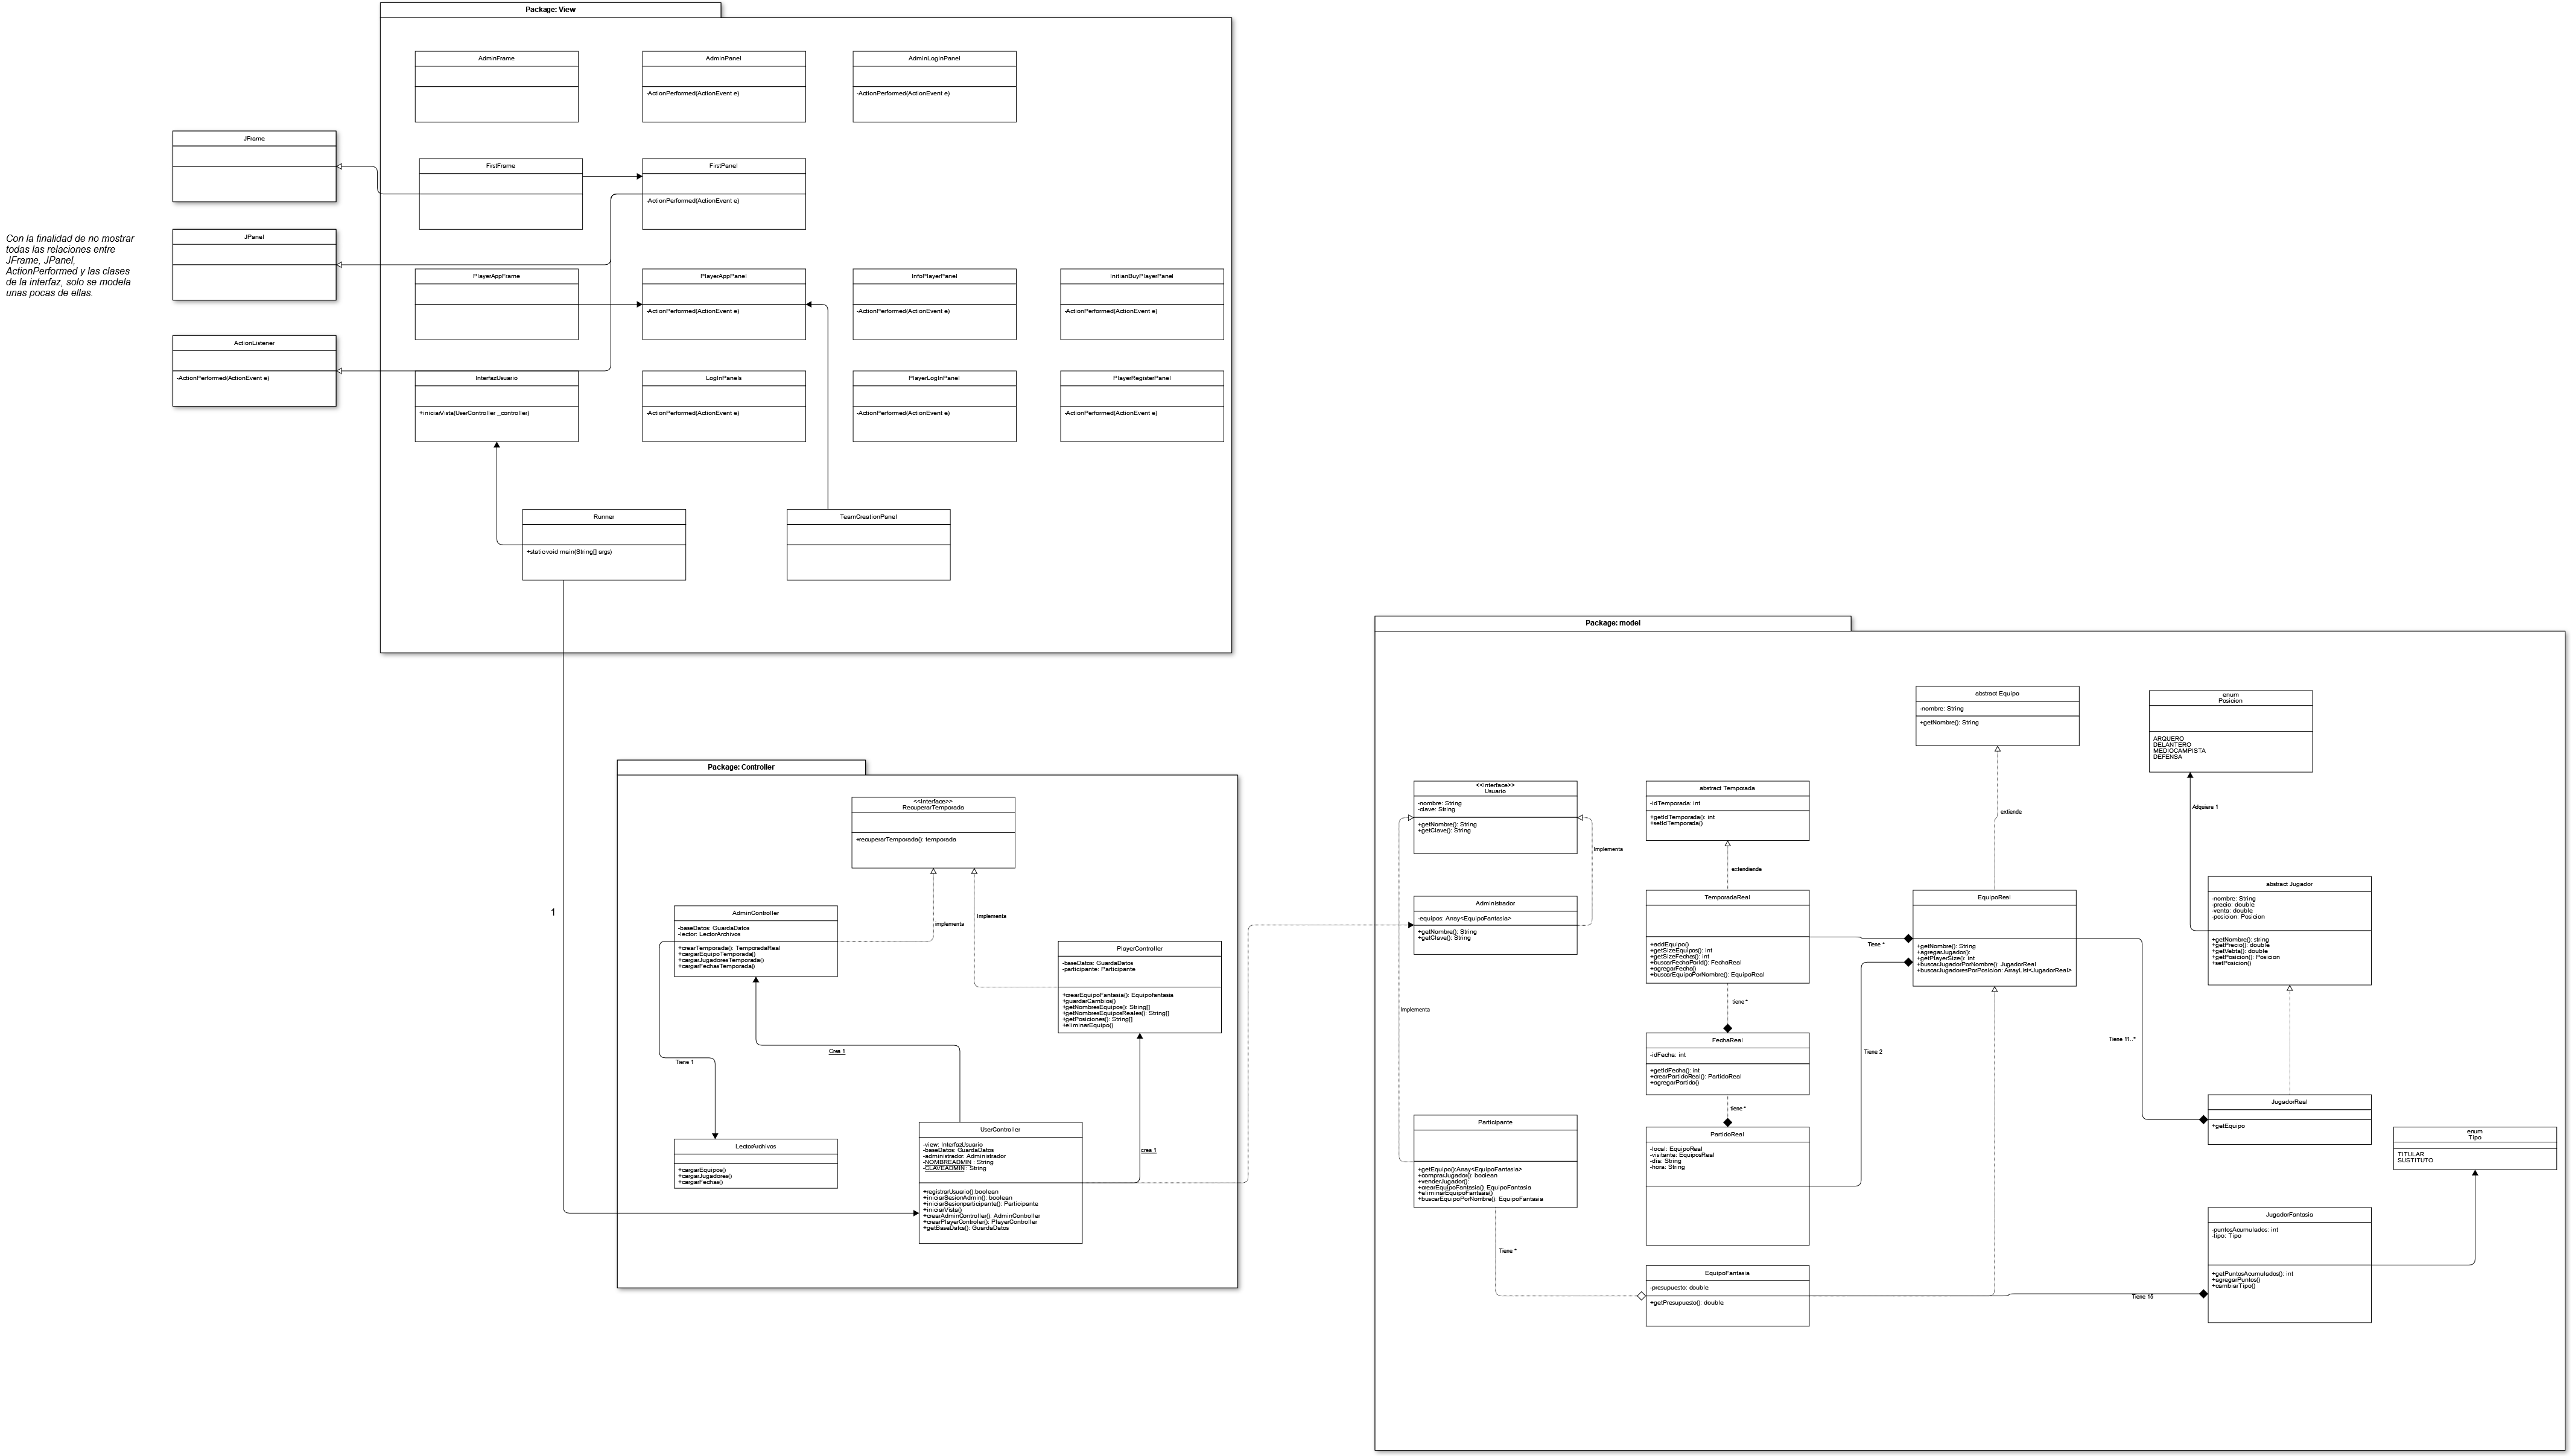 Package: View
AdminFrame
AdminPanel
-ActionPerformed(ActionEvent e)
AdminLogInPanel
-ActionPerformed(ActionEvent e)
JFrame
FirstFrame
FirstPanel
-ActionPerformed(ActionEvent e)
Con la finalidad de no mostrar
todas las relaciones entre
JFrame, JPanel,
ActionPerformed y las clases
de la interfaz, solo se modela
unas pocas de ellas.
JPanel
PlayerAppFrame
PlayerAppPanel
-ActionPerformed(ActionEvent e)
InfoPlayerPanel
-ActionPerformed(ActionEvent e)
InitianBuyPlayerPanel
-ActionPerformed(ActionEvent e)
ActionListener
-ActionPerformed(ActionEvent e)
InterfazUsuario
+iniciarVista(UserController _controller)
LogInPanels
-ActionPerformed(ActionEvent e)
PlayerLogInPanel
-ActionPerformed(ActionEvent e)
PlayerRegisterPanel
-ActionPerformed(ActionEvent e)
Runner
+static void main(String[] args)
TeamCreationPanel
1
Package: Controller
<<Interface>>
RecuperarTemporada
+recuperarTemporada(): temporada
implementa
Implementa
AdminController
-baseDatos: GuardaDatos
-lector: LectorArchivos
+crearTemporada(): TemporadaReal
+cargarEquipoTemporada()
+cargarJugadoresTemporada()
+cargarFechasTemporada()
PlayerController
-baseDatos: GuardaDatos
-participante: Participante
+crearEquipoFantasia(): Equipofantasia
+guardarCambios()
+getNombresEquipos(): String[]
+getNombresEquiposReales(): String[]
+getPosiciones(): String[]
+eliminarEquipo()
Crea 1
Tiene 1
crea 1
LectorArchivos
+cargarEquipos()
+cargarJugadores()
+cargarFechas()
UserController
-view: InterfazUsuario
-baseDatos: GuardaDatos
-administrador: Administrador
-NOMBREADMIN : String
-CLAVEADMIN : String
+registrarUsuario():boolean
+iniciarSesionAdmin(): boolean
+iniciarSesionparticipante(): Participante
+iniciarVista()
+crearAdminController(): AdminController
+crearPlayerControler(): PlayerController
+getBaseDatos(): GuardaDatos
Package: model
abstract Equipo
-nombre: String
+getNombre(): String
enum
Posicion
ARQUERO
DELANTERO
MEDIOCAMPISTA
DEFENSA
<<Interface>>
Usuario
-nombre: String
-clave: String
+getNombre(): String
+getClave(): String
abstract Temporada
-idTemporada: int
+getIdTemporada(): int
+setIdTemporada()
extiende
Adquiere 1
Implementa
extendiende
Administrador
-equipos: Array<EquipoFantasia>
+getNombre(): String
+getClave(): String
TemporadaReal
+addEquipo()
+getSizeEquipos(): int
+getSizeFechas(): int
+buscarFechaPorId(): FechaReal
+agregarFecha()
+buscarEquipoPorNombre(): EquipoReal
Tiene *
EquipoReal
+getNombre(): String
+agregarJugador():
+getPlayerSize(): int
+buscarJugadorPorNombre(): JugadorReal
+buscarJugadoresPorPosicion: ArrayList<JugadorReal>
abstract Jugador
-nombre: String
-precio: double
-venta: double
-posicion: Posicion
+getNombre(): string
+getPrecio(): double
+getVebta(): double
+getPosicion(): Posicion
+setPosicion()
Implementa
tiene *
FechaReal
-idFecha: int
+getIdFecha(): int
+crearPartidoReal(): PartidoReal
+agregarPartido()
Tiene 2
Tiene 11..*
tiene *
JugadorReal
+getEquipo
Participante
+getEquipo():Array<EquipoFantasia>
+comprarJugador(): boolean
+venderJugador():
+crearEquipoFantasia(): EquipoFantasia
+eliminarEquipoFantasia()
+buscarEquipoPorNombre(): EquipoFantasia
PartidoReal
-local: EquipoReal
-visitante: EquiposReal
-dia: String
-hora: String
enum
Tipo
TITULAR
SUSTITUTO
Tiene *
JugadorFantasia
-puntosAcumulados: int
-tipo: Tipo
+getPuntosAcumulados(): int
+agregarPuntos()
+cambiarTipo()
EquipoFantasia
-presupuesto: double
+getPresupuesto(): double
Tiene 15